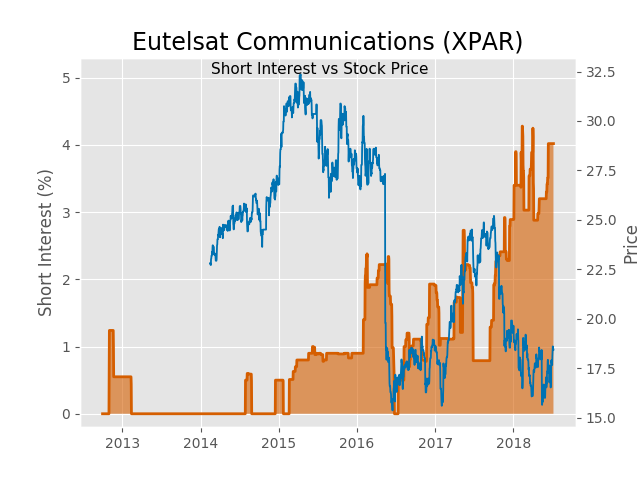 Eutelsat Communications (XPAR)
Short Interest vs Stock Price
Short Interest (%)
5
4
3
2
1
0
32.5
30.0
27.5
25.0
22.5
20.0
17.5
15.0
Price
2013 2014 2015 2016 2017 2018